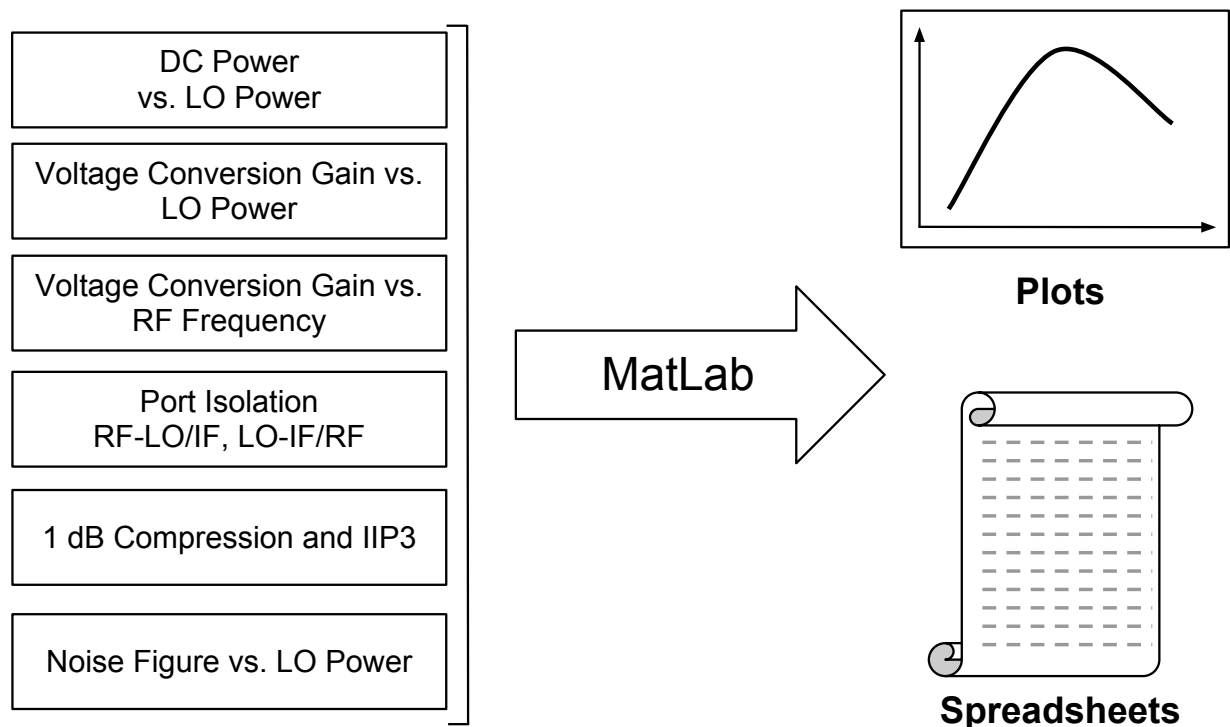 DC Power
vs. LO Power
Voltage Conversion Gain vs.
LO Power
Voltage Conversion Gain vs.
RF Frequency
Port Isolation
RF-LO/IF, LO-IF/RF
1 dB Compression and IIP3
Noise Figure vs. LO Power
MatLab
Plots
Spreadsheets